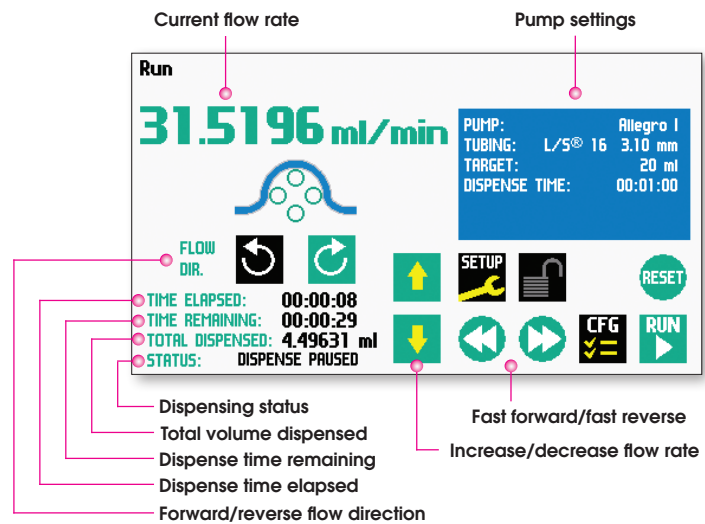 Current flow rate
Pump settings
Run
31.5196 ml/min
PUMP: Allegro I
TUBING: L/S® 16 3.10 mm
TARGET: 20 ml
DISPENSE TIME: 00:01:00
FLOW
DIR.
SETUP
RESET
TIME ELAPSED: 00:00:08
TIME REMAINING: 00:00:29
TOTAL DISPENSED: 4.49631 ml
STATUS: DISPENSE PAUSED
CFG
RUN
Dispensing status
Total volume dispensed
Dispense time remaining
Dispense time elapsed
Forward/reverse flow direction
Fast forward/fast reverse
Increase/decrease flow rate